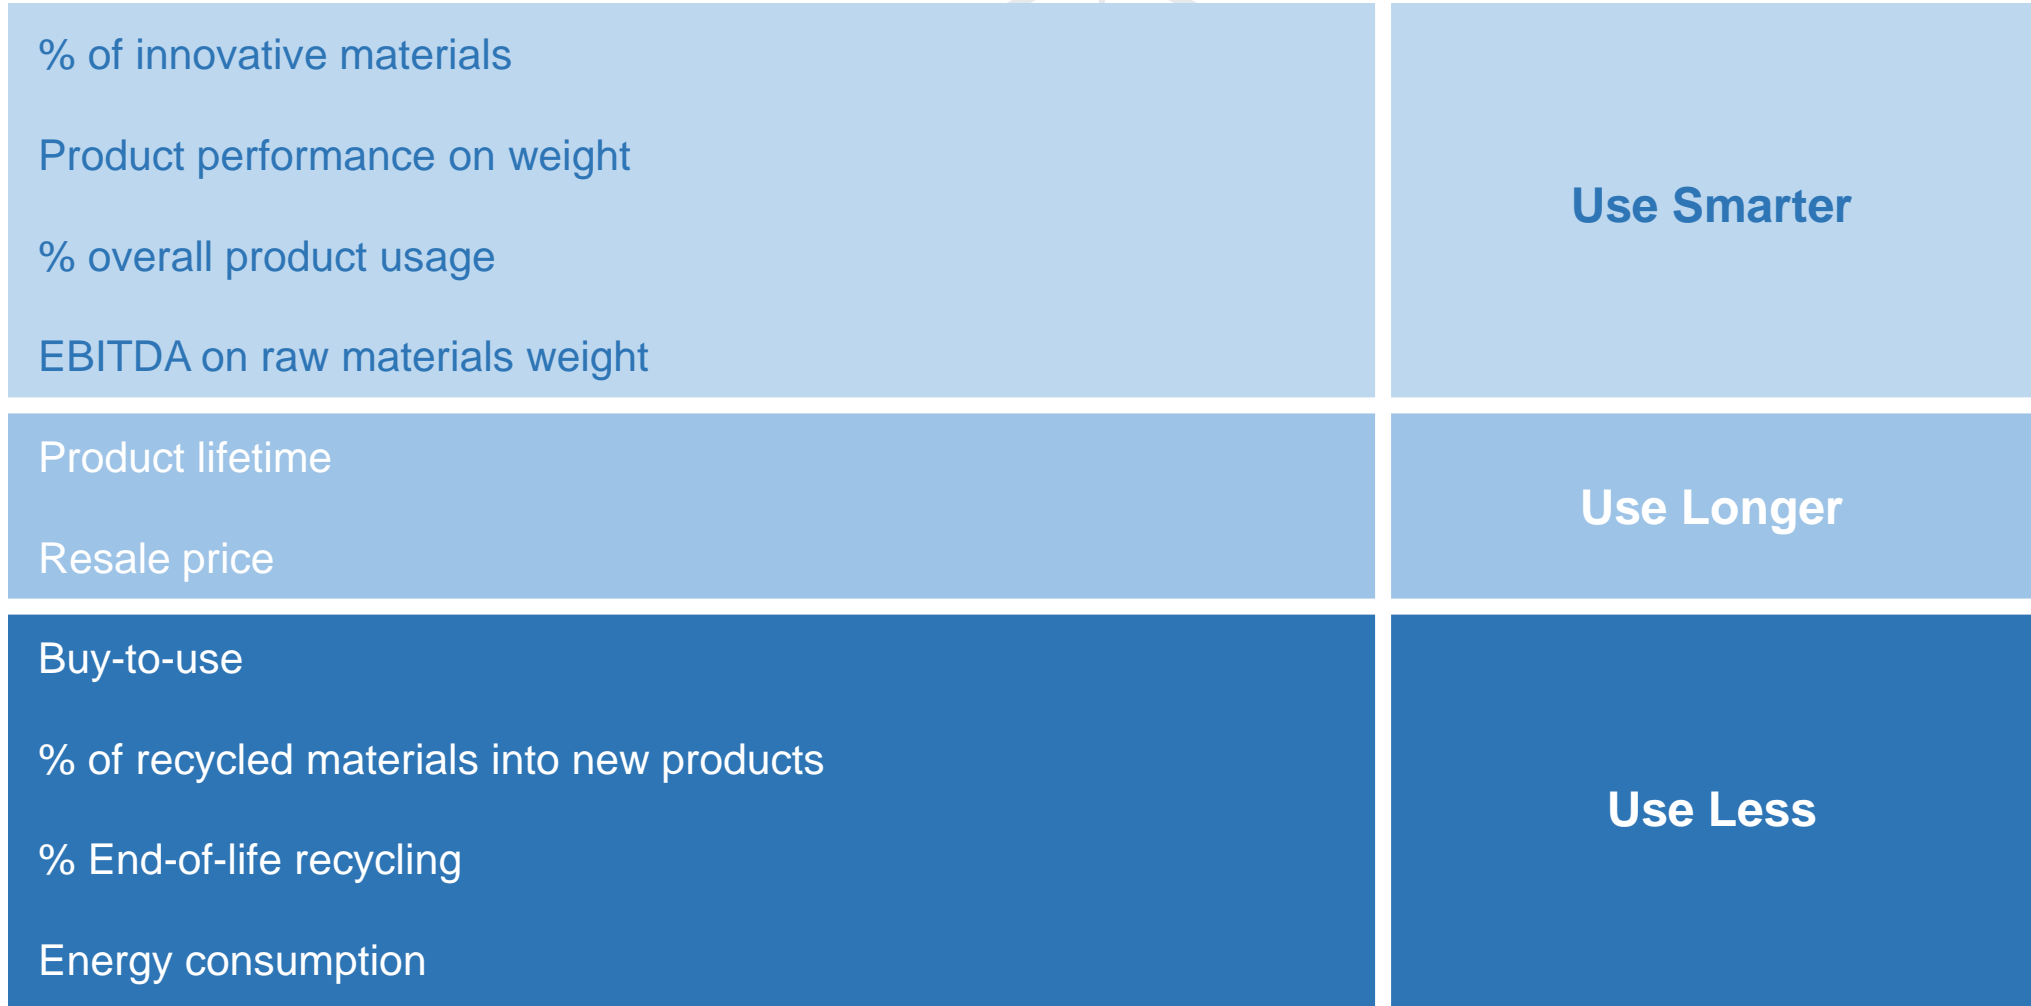 % of innovative materials
Product performance on weight
% overall product usage
EBITDA on raw materials weight
Use Smarter
Product lifetime
Resale price
Use Longer
Buy-to-use
% of recycled materials into new products
% End-of-life recycling
Energy consumption
Use Less